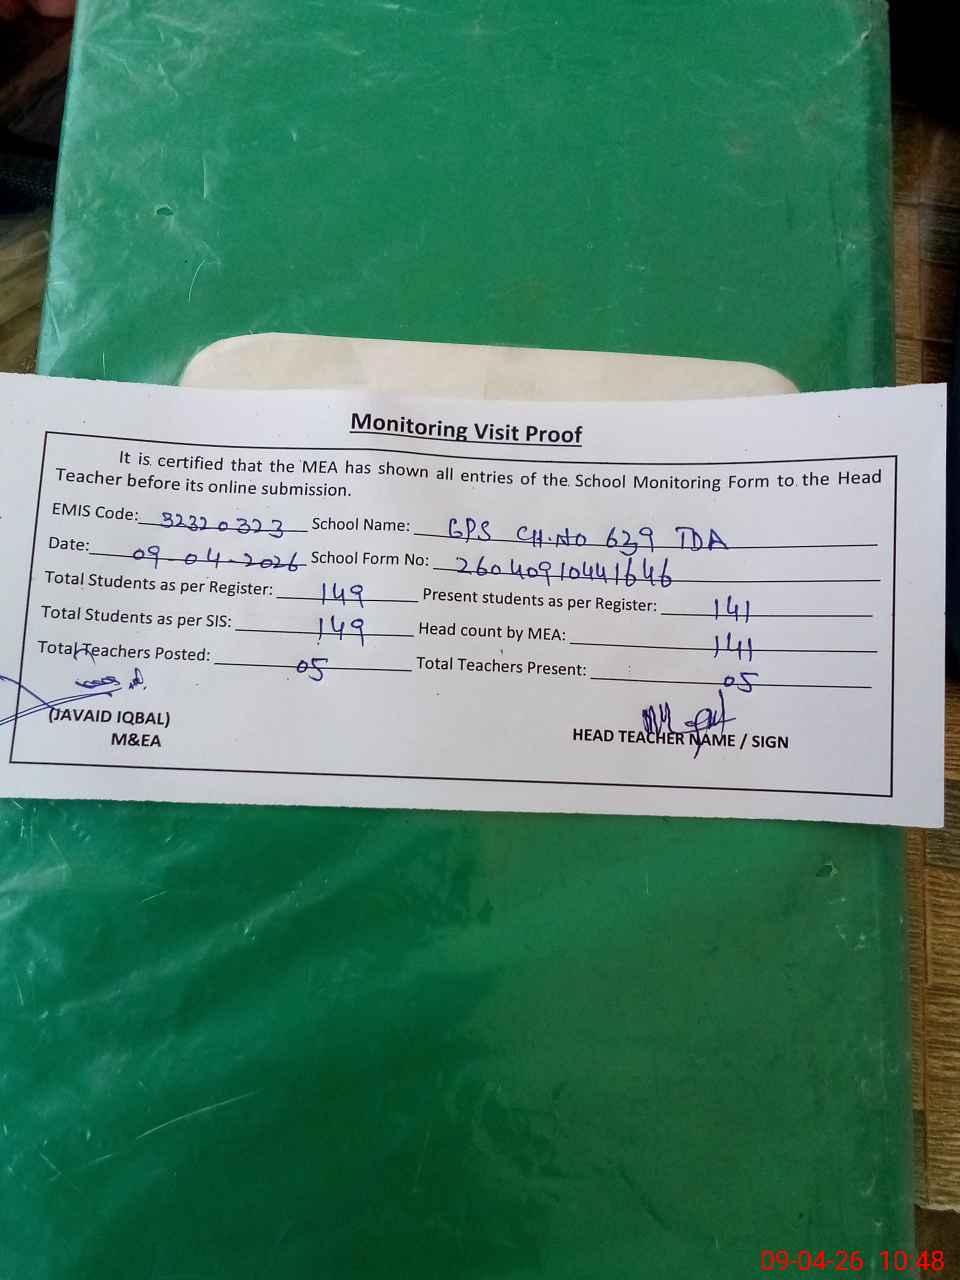 Monitoring Visit Proof
It is certified that the MEA has shown all entries of the School Monitoring Form to the Head
Teacher before its online submission.
EMIS Code: 32320323 School Name: GPS CH.NO 629 TDA
Date: 09-04-2026 School Form No: 26040910441646
Total Students as per Register: 149 Present students as per Register: 141
Total Students as per SIS: 149 Head count by MEA: 141
Total Teachers Posted: 05 Total Teachers Present: 05
(JAVAID IQBAL)
M&EA
HEAD TEACHER NAME / SIGN
09-04-26 10:48